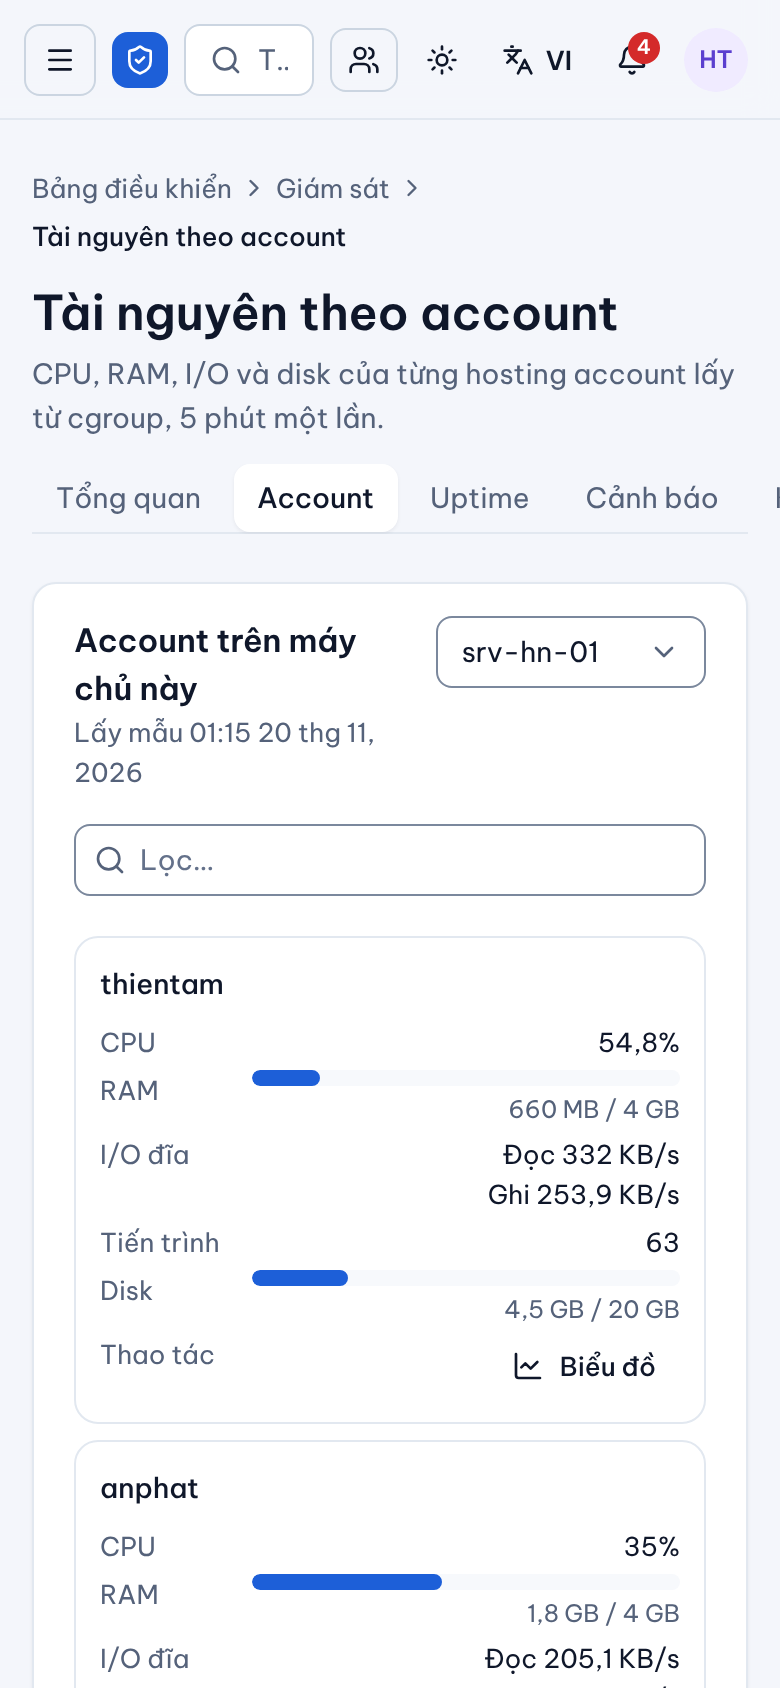 T..
VI
4
HT
Bảng điều khiển > Giám sát >
Tài nguyên theo account
Tài nguyên theo account
CPU, RAM, I/O và disk của từng hosting account lấy
từ cgroup, 5 phút một lần.
Tổng quan
Account
Uptime
Cảnh báo
Account trên máy
chủ này
srv-hn-01
Lấy mẫu 01:15 20 thg 11,
2026
Lọc...
thientam
CPU
54,8%
RAM
660 MB / 4 GB
I/O đĩa
Đọc 332 KB/s
Ghi 253,9 KB/s
Tiến trình
63
Disk
4,5 GB / 20 GB
Thao tác
Biểu đồ
anphat
CPU
35%
RAM
1,8 GB / 4 GB
I/O đĩa
Đọc 205,1 KB/s